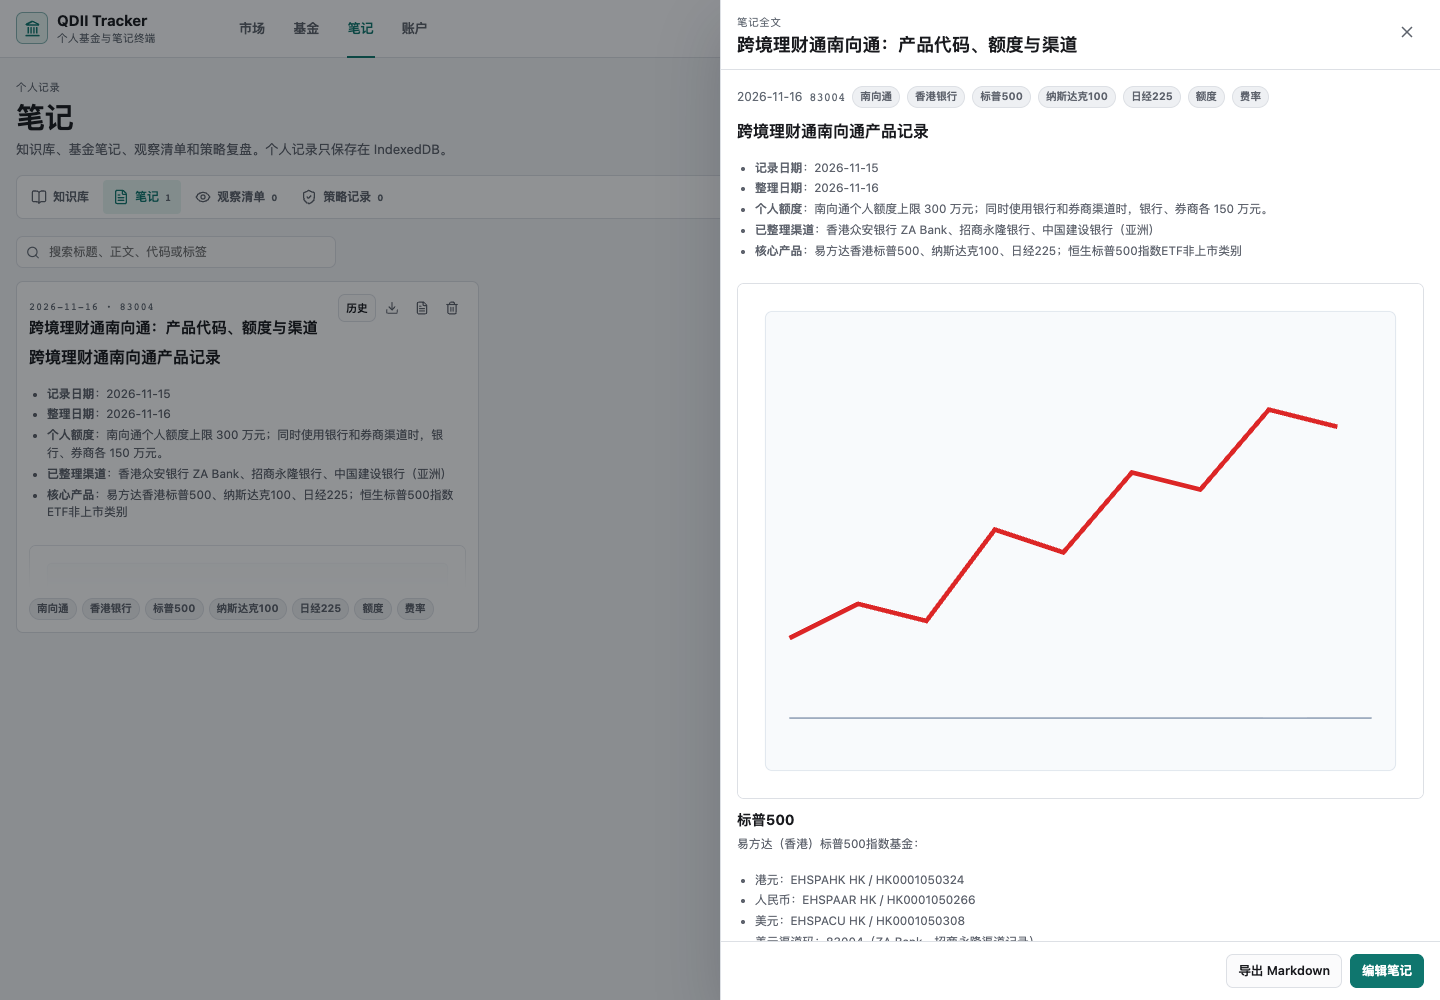 QDII Tracker
个人基金与笔记终端
市场
基金
笔记
账户
个人记录
笔记
知识库、基金笔记、观察清单和策略复盘。个人记录只保存在 IndexedDB。
知识库
笔记 1
观察清单 0
策略记录 0
搜索标题、正文、代码或标签
2026-11-16 · 83004
历史
跨境理财通南向通：产品代码、额度与渠道
跨境理财通南向通产品记录
记录日期：2026-11-15
整理日期：2026-11-16
个人额度：南向通个人额度上限 300 万元；同时使用银行和券商渠道时，银
行、券商各 150 万元。
已整理渠道：香港众安银行 ZA Bank、招商永隆银行、中国建设银行（亚洲）
核心产品：易方达香港标普500、纳斯达克100、日经225；恒生标普500指数
ETF非上市类别
南向通
香港银行
标普500
纳斯达克100
日经225
额度
费率
笔记全文
跨境理财通南向通：产品代码、额度与渠道
2026-11-16 83004 南向通 香港银行 标普500 纳斯达克100 日经225 额度 费率
跨境理财通南向通产品记录
记录日期：2026-11-15
整理日期：2026-11-16
个人额度：南向通个人额度上限 300 万元；同时使用银行和券商渠道时，银行、券商各 150 万元。
已整理渠道：香港众安银行 ZA Bank、招商永隆银行、中国建设银行（亚洲）
核心产品：易方达香港标普500、纳斯达克100、日经225；恒生标普500指数ETF非上市类别
标普500
易方达（香港）标普500指数基金：
港元：EHSPAHK HK / HK0001050324
人民币：EHSPAAR HK / HK0001050266
美元：EHSPACU HK / HK0001050308
美元渠道码：83004（ZA Bank、招商永隆渠道记录）
导出 Markdown
编辑笔记